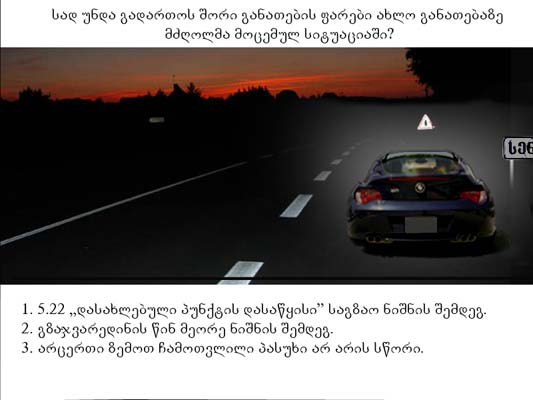 სად უნდა გადართოს შორი განათების ფარები ახლო განათებაზე
მძღოლმა მოცემულ სიტუაციაში?
სენ
1. 5.22 „დასახლებული პუნქტის დასაწყისი” საგზაო ნიშნის შემდეგ.
2. გზაჯვარედინის წინ მეორე ნიშნის შემდეგ.
3. არცერთი ზემოთ ჩამოთვლილი პასუხი არ არის სწორი.